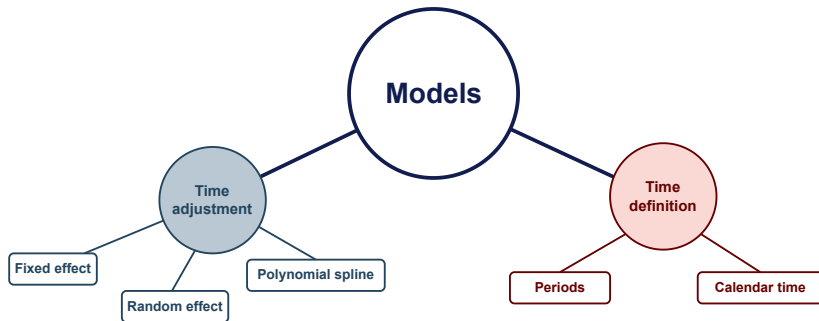 Models
Time
adjustment
Time
definition
Fixed effect
Random effect
Polynomial spline
Periods
Calendar time